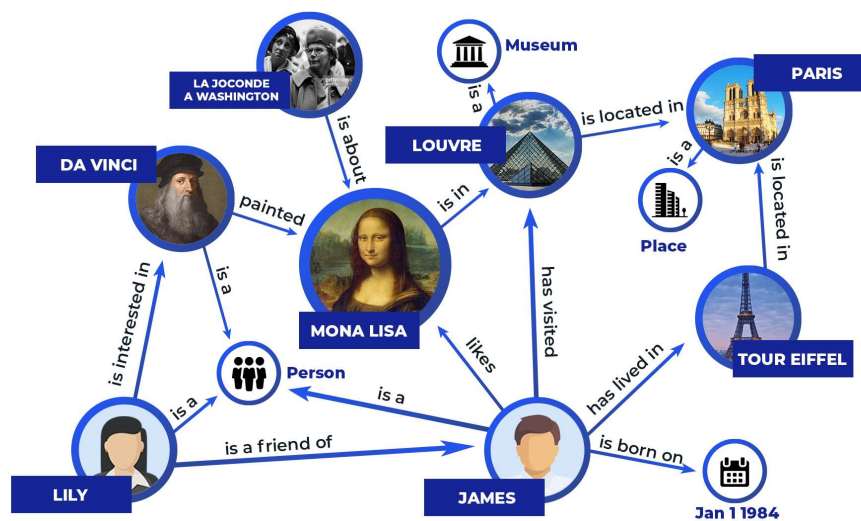 LA JOCONDE
A WASHINGTON
Museum
PARIS
is a
is located in
LOUVRE
is about
DA VINCI
is a
is located in
painted
is in
Place
is a
has visited
MONA LISA
is interested in
likes
has lived in
TOUR EIFFEL
Person
is a
is a
is a friend of
is born on
LILY
JAMES
Jan 1 1984